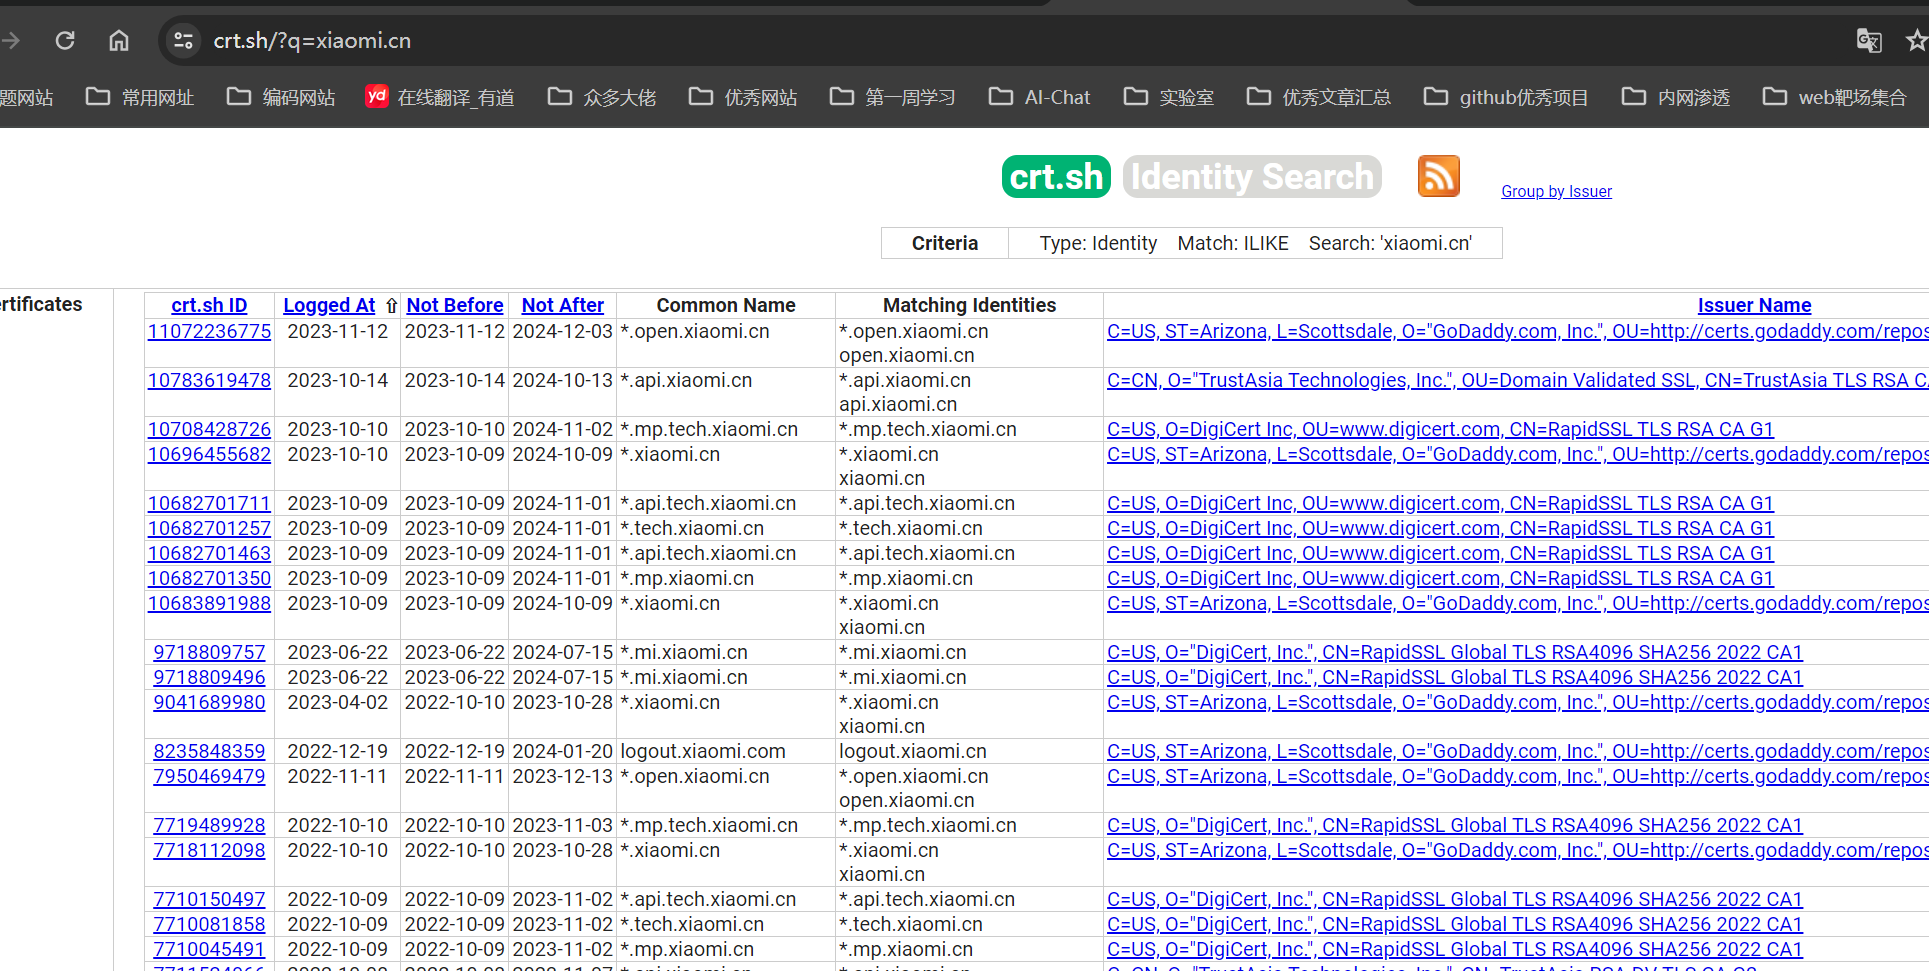 crt.sh/?q=xiaomi.cn
题网站 常用网址 编码网站 yd 在线翻译_有道 众多大佬 优秀网站 第一周学习 AI-Chat 实验室 优秀文章汇总 github优秀项目 内网渗透 web靶场集合
crt.sh Identity Search Group by Issuer
Criteria Type: Identity Match: ILIKE Search: 'xiaomi.cn'
ertificates crt.sh ID Logged At ⇧ Not Before Not After Common Name Matching Identities Issuer Name
11072236775 2023-11-12 2023-11-12 2024-12-03 *.open.xiaomi.cn *.open.xiaomi.cn C=US, ST=Arizona, L=Scottsdale, O="GoDaddy.com, Inc.", OU=http://certs.godaddy.com/repos
open.xiaomi.cn
10783619478 2023-10-14 2023-10-14 2024-10-13 *.api.xiaomi.cn *.api.xiaomi.cn C=CN, O="TrustAsia Technologies, Inc.", OU=Domain Validated SSL, CN=TrustAsia TLS RSA C
api.xiaomi.cn
10708428726 2023-10-10 2023-10-10 2024-11-02 *.mp.tech.xiaomi.cn *.mp.tech.xiaomi.cn C=US, O=DigiCert Inc, OU=www.digicert.com, CN=RapidSSL TLS RSA CA G1
10696455682 2023-10-10 2023-10-09 2024-10-09 *.xiaomi.cn *.xiaomi.cn C=US, ST=Arizona, L=Scottsdale, O="GoDaddy.com, Inc.", OU=http://certs.godaddy.com/repos
xiaomi.cn
10682701711 2023-10-09 2023-10-09 2024-11-01 *.api.tech.xiaomi.cn *.api.tech.xiaomi.cn C=US, O=DigiCert Inc, OU=www.digicert.com, CN=RapidSSL TLS RSA CA G1
10682701257 2023-10-09 2023-10-09 2024-11-01 *.tech.xiaomi.cn *.tech.xiaomi.cn C=US, O=DigiCert Inc, OU=www.digicert.com, CN=RapidSSL TLS RSA CA G1
10682701463 2023-10-09 2023-10-09 2024-11-01 *.api.tech.xiaomi.cn *.api.tech.xiaomi.cn C=US, O=DigiCert Inc, OU=www.digicert.com, CN=RapidSSL TLS RSA CA G1
10682701350 2023-10-09 2023-10-09 2024-11-01 *.mp.xiaomi.cn *.mp.xiaomi.cn C=US, O=DigiCert Inc, OU=www.digicert.com, CN=RapidSSL TLS RSA CA G1
10683891988 2023-10-09 2023-10-09 2024-10-09 *.xiaomi.cn *.xiaomi.cn C=US, ST=Arizona, L=Scottsdale, O="GoDaddy.com, Inc.", OU=http://certs.godaddy.com/repos
xiaomi.cn
9718809757 2023-06-22 2023-06-22 2024-07-15 *.mi.xiaomi.cn *.mi.xiaomi.cn C=US, O="DigiCert, Inc.", CN=RapidSSL Global TLS RSA4096 SHA256 2022 CA1
9718809496 2023-06-22 2023-06-22 2024-07-15 *.mi.xiaomi.cn *.mi.xiaomi.cn C=US, O="DigiCert, Inc.", CN=RapidSSL Global TLS RSA4096 SHA256 2022 CA1
9041689980 2023-04-02 2022-10-10 2023-10-28 *.xiaomi.cn *.xiaomi.cn C=US, ST=Arizona, L=Scottsdale, O="GoDaddy.com, Inc.", OU=http://certs.godaddy.com/repos
xiaomi.cn
8235848359 2022-12-19 2022-12-19 2024-01-20 logout.xiaomi.com logout.xiaomi.cn C=US, ST=Arizona, L=Scottsdale, O="GoDaddy.com, Inc.", OU=http://certs.godaddy.com/repos
7950469479 2022-11-11 2022-11-11 2023-12-13 *.open.xiaomi.cn *.open.xiaomi.cn C=US, ST=Arizona, L=Scottsdale, O="GoDaddy.com, Inc.", OU=http://certs.godaddy.com/repos
open.xiaomi.cn
7719489928 2022-10-10 2022-10-10 2023-11-03 *.mp.tech.xiaomi.cn *.mp.tech.xiaomi.cn C=US, O="DigiCert, Inc.", CN=RapidSSL Global TLS RSA4096 SHA256 2022 CA1
7718112098 2022-10-10 2022-10-10 2023-10-28 *.xiaomi.cn *.xiaomi.cn C=US, ST=Arizona, L=Scottsdale, O="GoDaddy.com, Inc.", OU=http://certs.godaddy.com/repos
xiaomi.cn
7710150497 2022-10-09 2022-10-09 2023-11-02 *.api.tech.xiaomi.cn *.api.tech.xiaomi.cn C=US, O="DigiCert, Inc.", CN=RapidSSL Global TLS RSA4096 SHA256 2022 CA1
7710081858 2022-10-09 2022-10-09 2023-11-02 *.tech.xiaomi.cn *.tech.xiaomi.cn C=US, O="DigiCert, Inc.", CN=RapidSSL Global TLS RSA4096 SHA256 2022 CA1
7710045491 2022-10-09 2022-10-09 2023-11-02 *.mp.xiaomi.cn *.mp.xiaomi.cn C=US, O="DigiCert, Inc.", CN=RapidSSL Global TLS RSA4096 SHA256 2022 CA1